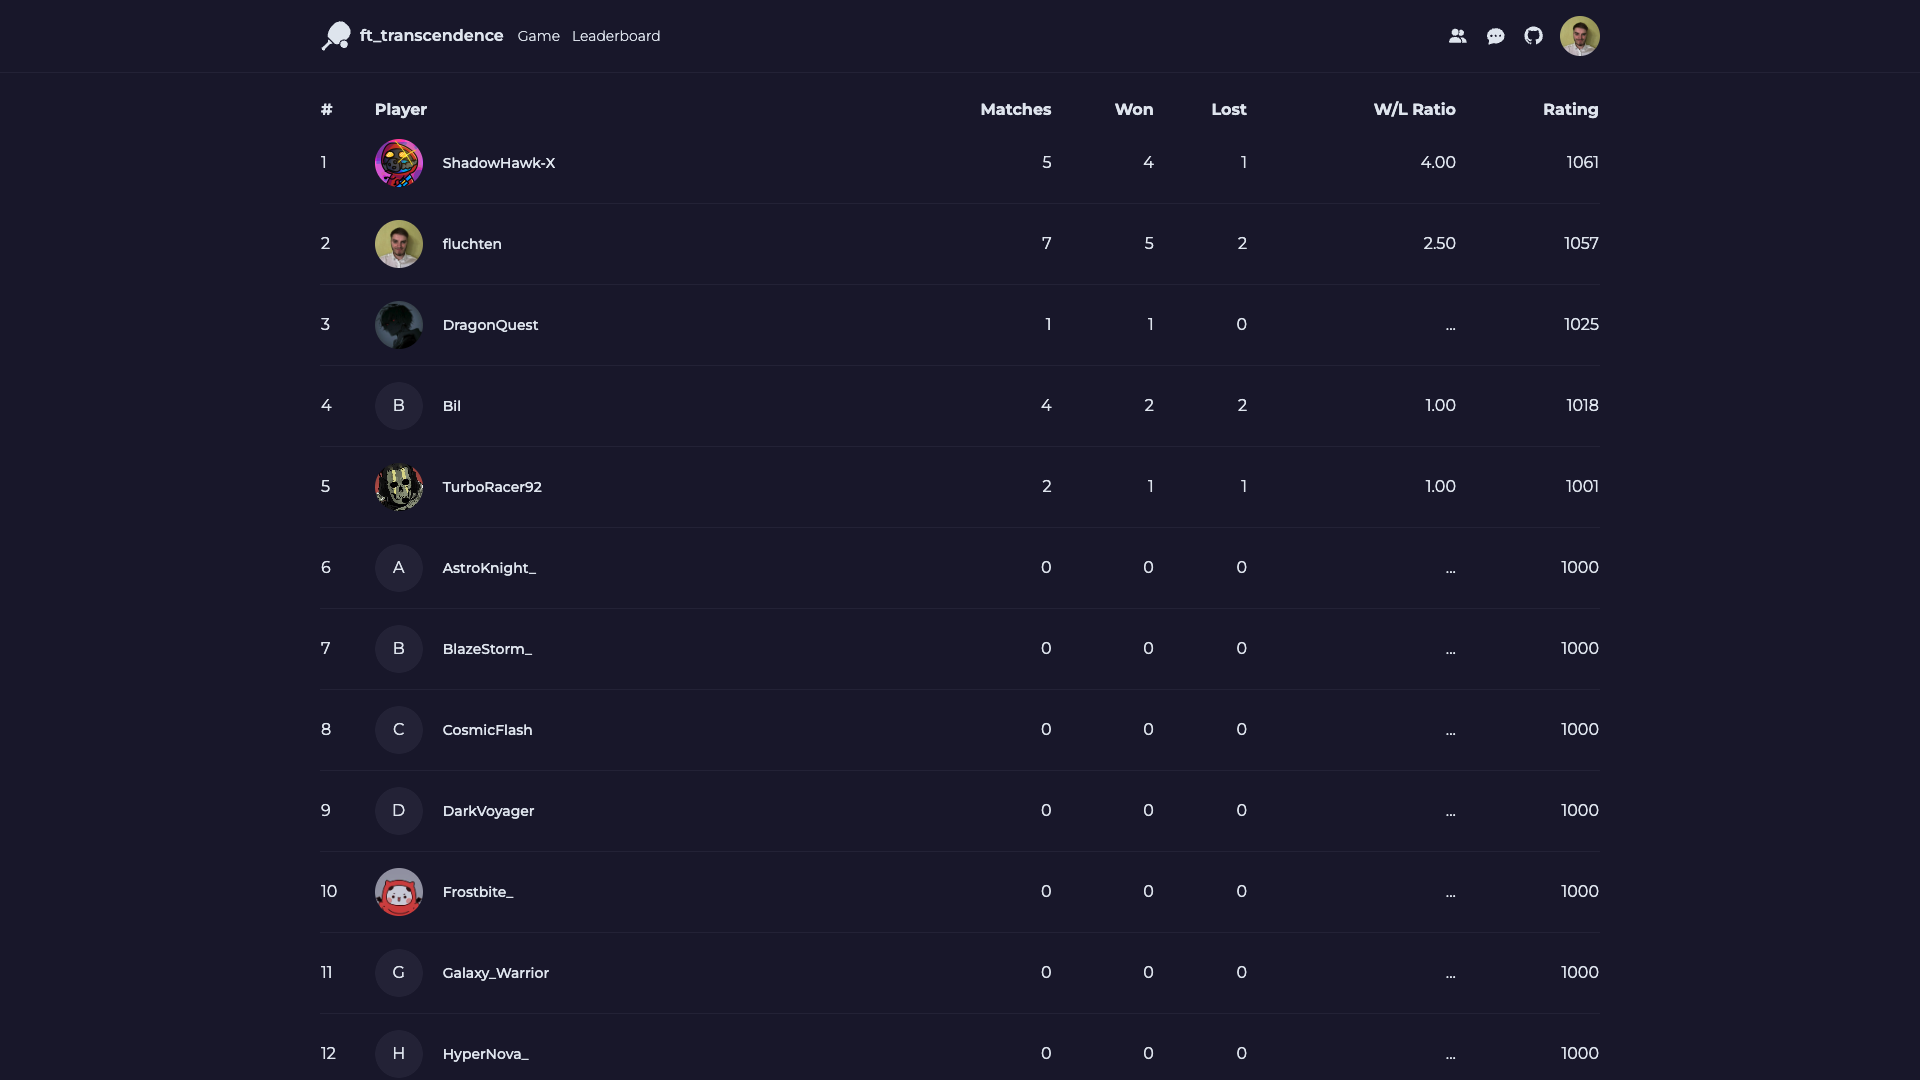 ft_transcendence Game Leaderboard
# Player Matches Won Lost W/L Ratio Rating
1 ShadowHawk-X 5 4 1 4.00 1061
2 fluchten 7 5 2 2.50 1057
3 DragonQuest 1 1 0 ... 1025
4 B Bil 4 2 2 1.00 1018
5 TurboRacer92 2 1 1 1.00 1001
6 A AstroKnight_ 0 0 0 ... 1000
7 B BlazeStorm_ 0 0 0 ... 1000
8 C CosmicFlash 0 0 0 ... 1000
9 D DarkVoyager 0 0 0 ... 1000
10 Frostbite_ 0 0 0 ... 1000
11 G Galaxy_Warrior 0 0 0 ... 1000
12 H HyperNova_ 0 0 0 ... 1000